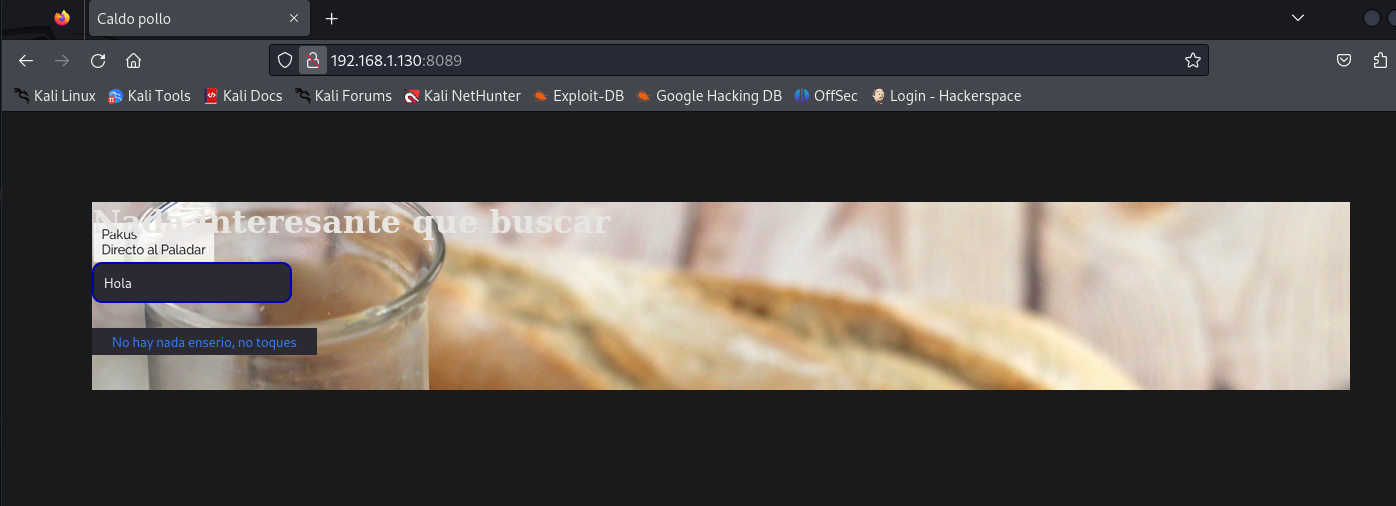 Caldo pollo
192.168.1.130:8089
Kali Linux Kali Tools Kali Docs Kali Forums Kali NetHunter Exploit-DB Google Hacking DB OffSec Login - Hackerspace
Nada interesante que buscar
Pakus
Directo al Paladar
Hola
No hay nada enserio, no toques